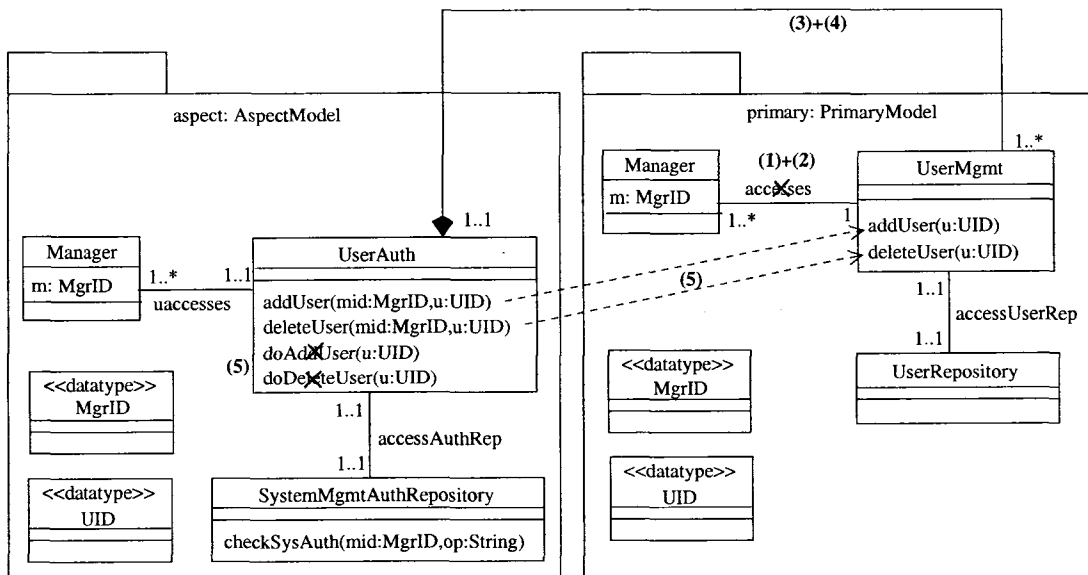 (3)+(4)
aspect: AspectModel
primary: PrimaryModel
1..*
Manager
m: MgrID
(1)+(2)
accesses
1..*
1
UserMgmt
addUser(u:UID)
deleteUser(u:UID)
1..1
Manager
m: MgrID
1..*
1..1
uaccesses
UserAuth
addUser(mid:MgrID,u:UID)
deleteUser(mid:MgrID,u:UID)
doAddUser(u:UID)
doDeleteUser(u:UID)
(5)
(5)
1..1
accessUserRep
1..1
UserRepository
<<datatype>>
MgrID
<<datatype>>
MgrID
1..1
accessAuthRep
1..1
<<datatype>>
UID
<<datatype>>
UID
SystemMgmtAuthRepository
checkSysAuth(mid:MgrID,op:String)